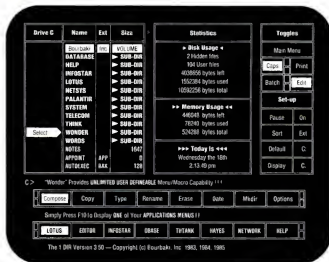 Drive C Name Ext Size Statistics Toggles
Bourbaki Inc VOLUME
DATABASE ► SUB-DIR
HELP ► SUB-DIR
INFOSTAR ► SUB-DIR
LOTUS ► SUB-DIR
NETSYS ► SUB-DIR
PALANTIR ► SUB-DIR
SYSTEM ► SUB-DIR
TELECOM ► SUB-DIR
THINK ► SUB-DIR
Select WONDER ► SUB-DIR
WORDS ► SUB-DIR
NOTES 1647
APPOINT APP 0
AUTOEXEC BAK 128
► Disk Usage ◄
2 Hidden files
104 User files
4038656 bytes left
1552384 bytes used
10592256 bytes total
►► Memory Usage ◄◄
446048 bytes left
78240 bytes used
524288 bytes total
►►► Today Is ◄◄◄
Wednesday the 18th
2:13:40 pm
Main Menu
Caps Print
Batch Edit
Set-up
Pause On
Sort Ext
Default C
Display C.
C> "Wonder" Provides UNLIMITED USER DEFINEABLE Menu/Macro Capability !!!
Compose Copy Type Rename Erase Date Mkdir Options
Simply Press F10 to Display ONE of Your APPLICATIONS MENUS !!
LOTUS EDITOR INFOSTAR DBASE TNTANK HAYES NETWORK HELP
The 1 DIR Version 3.50 — Copyright (c) Bourbaki, Inc. 1983, 1984, 1985